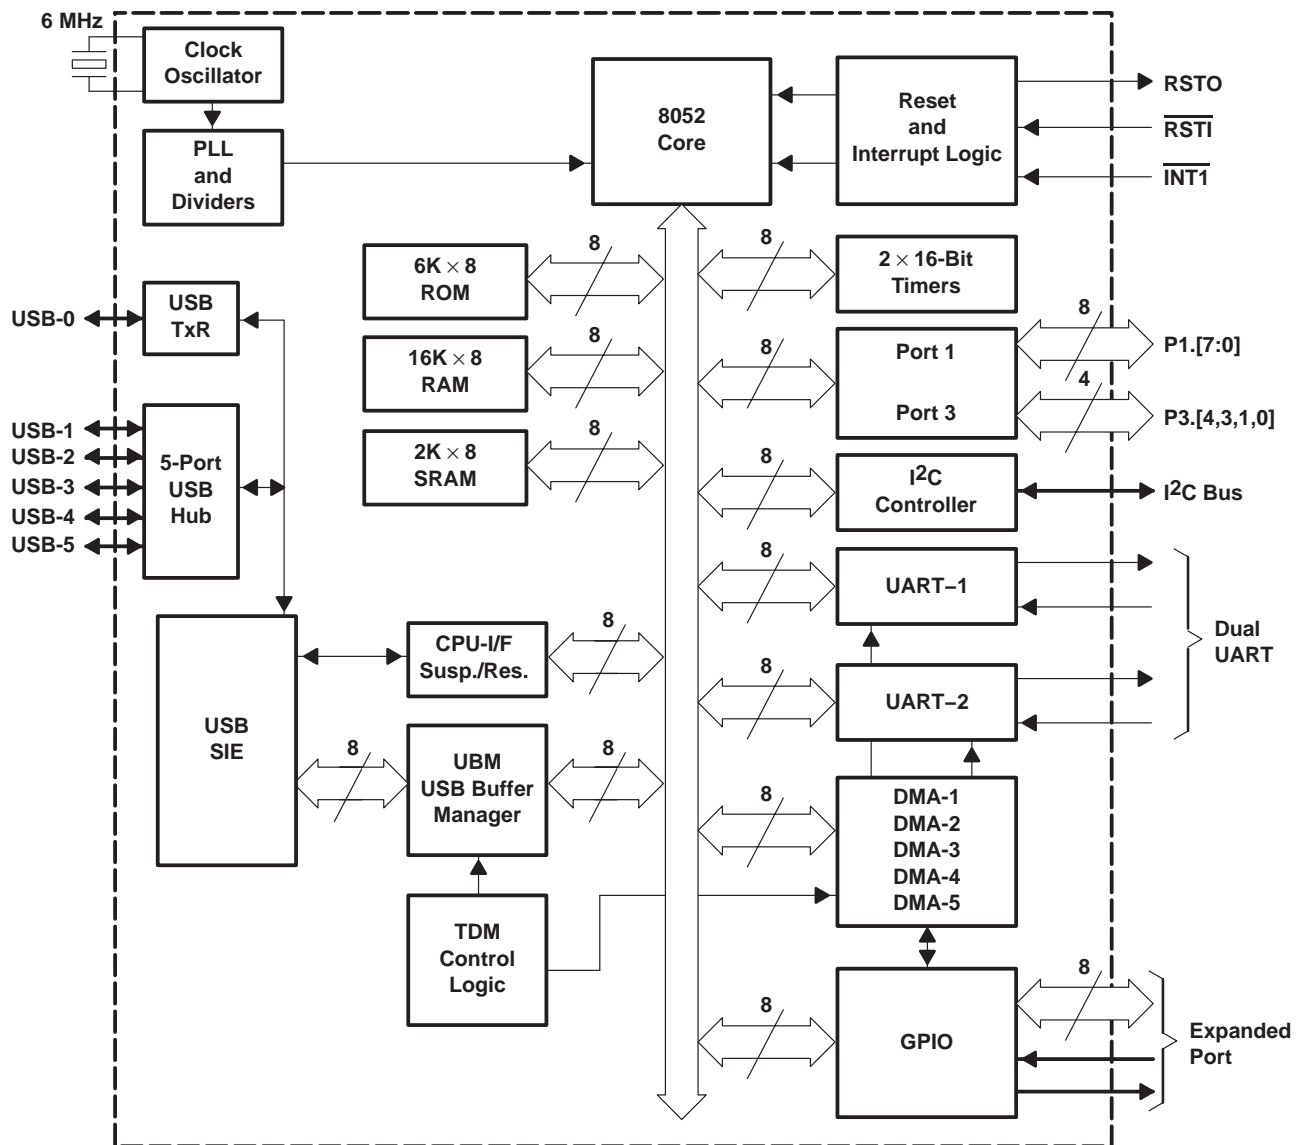 6 MHz
Clock
Oscillator
PLL
and
Dividers
8052
Core
Reset
and
Interrupt Logic
RSTO
RSTI
INT1
6K × 8
ROM
8
8
2 × 16-Bit
Timers
USB-0
USB
TxR
16K × 8
RAM
8
8
Port 1
Port 3
8
P1.[7:0]
4
P3.[4,3,1,0]
USB-1
USB-2
USB-3
USB-4
USB-5
5-Port
USB
Hub
2K × 8
SRAM
8
8
I2C
Controller
I2C Bus
8
UART–1
Dual
UART
USB
SIE
CPU-I/F
Susp./Res.
8
8
UART–2
8
UBM
USB Buffer
Manager
8
8
DMA-1
DMA-2
DMA-3
DMA-4
DMA-5
TDM
Control
Logic
8
GPIO
8
Expanded
Port